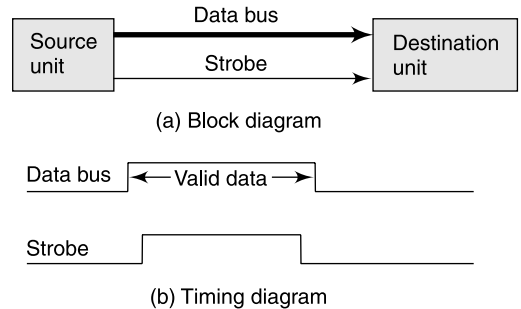 Data bus
Source
unit
Destination
unit
Strobe
(a) Block diagram
Data bus
Valid data
Strobe
(b) Timing diagram